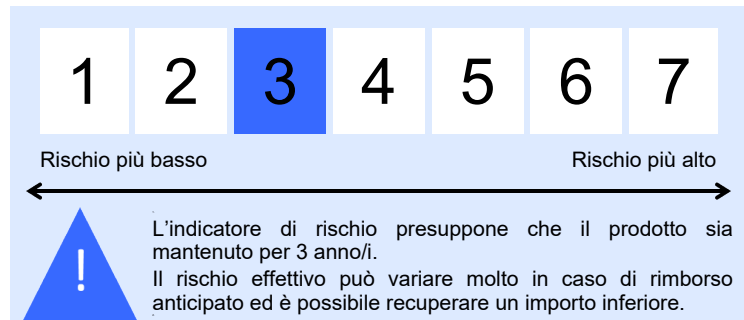 1 2 3 4 5 6 7
Rischio più basso Rischio più alto
!
L'indicatore di rischio presuppone che il prodotto sia
mantenuto per 3 anno/i.
Il rischio effettivo può variare molto in caso di rimborso
anticipato ed è possibile recuperare un importo inferiore.